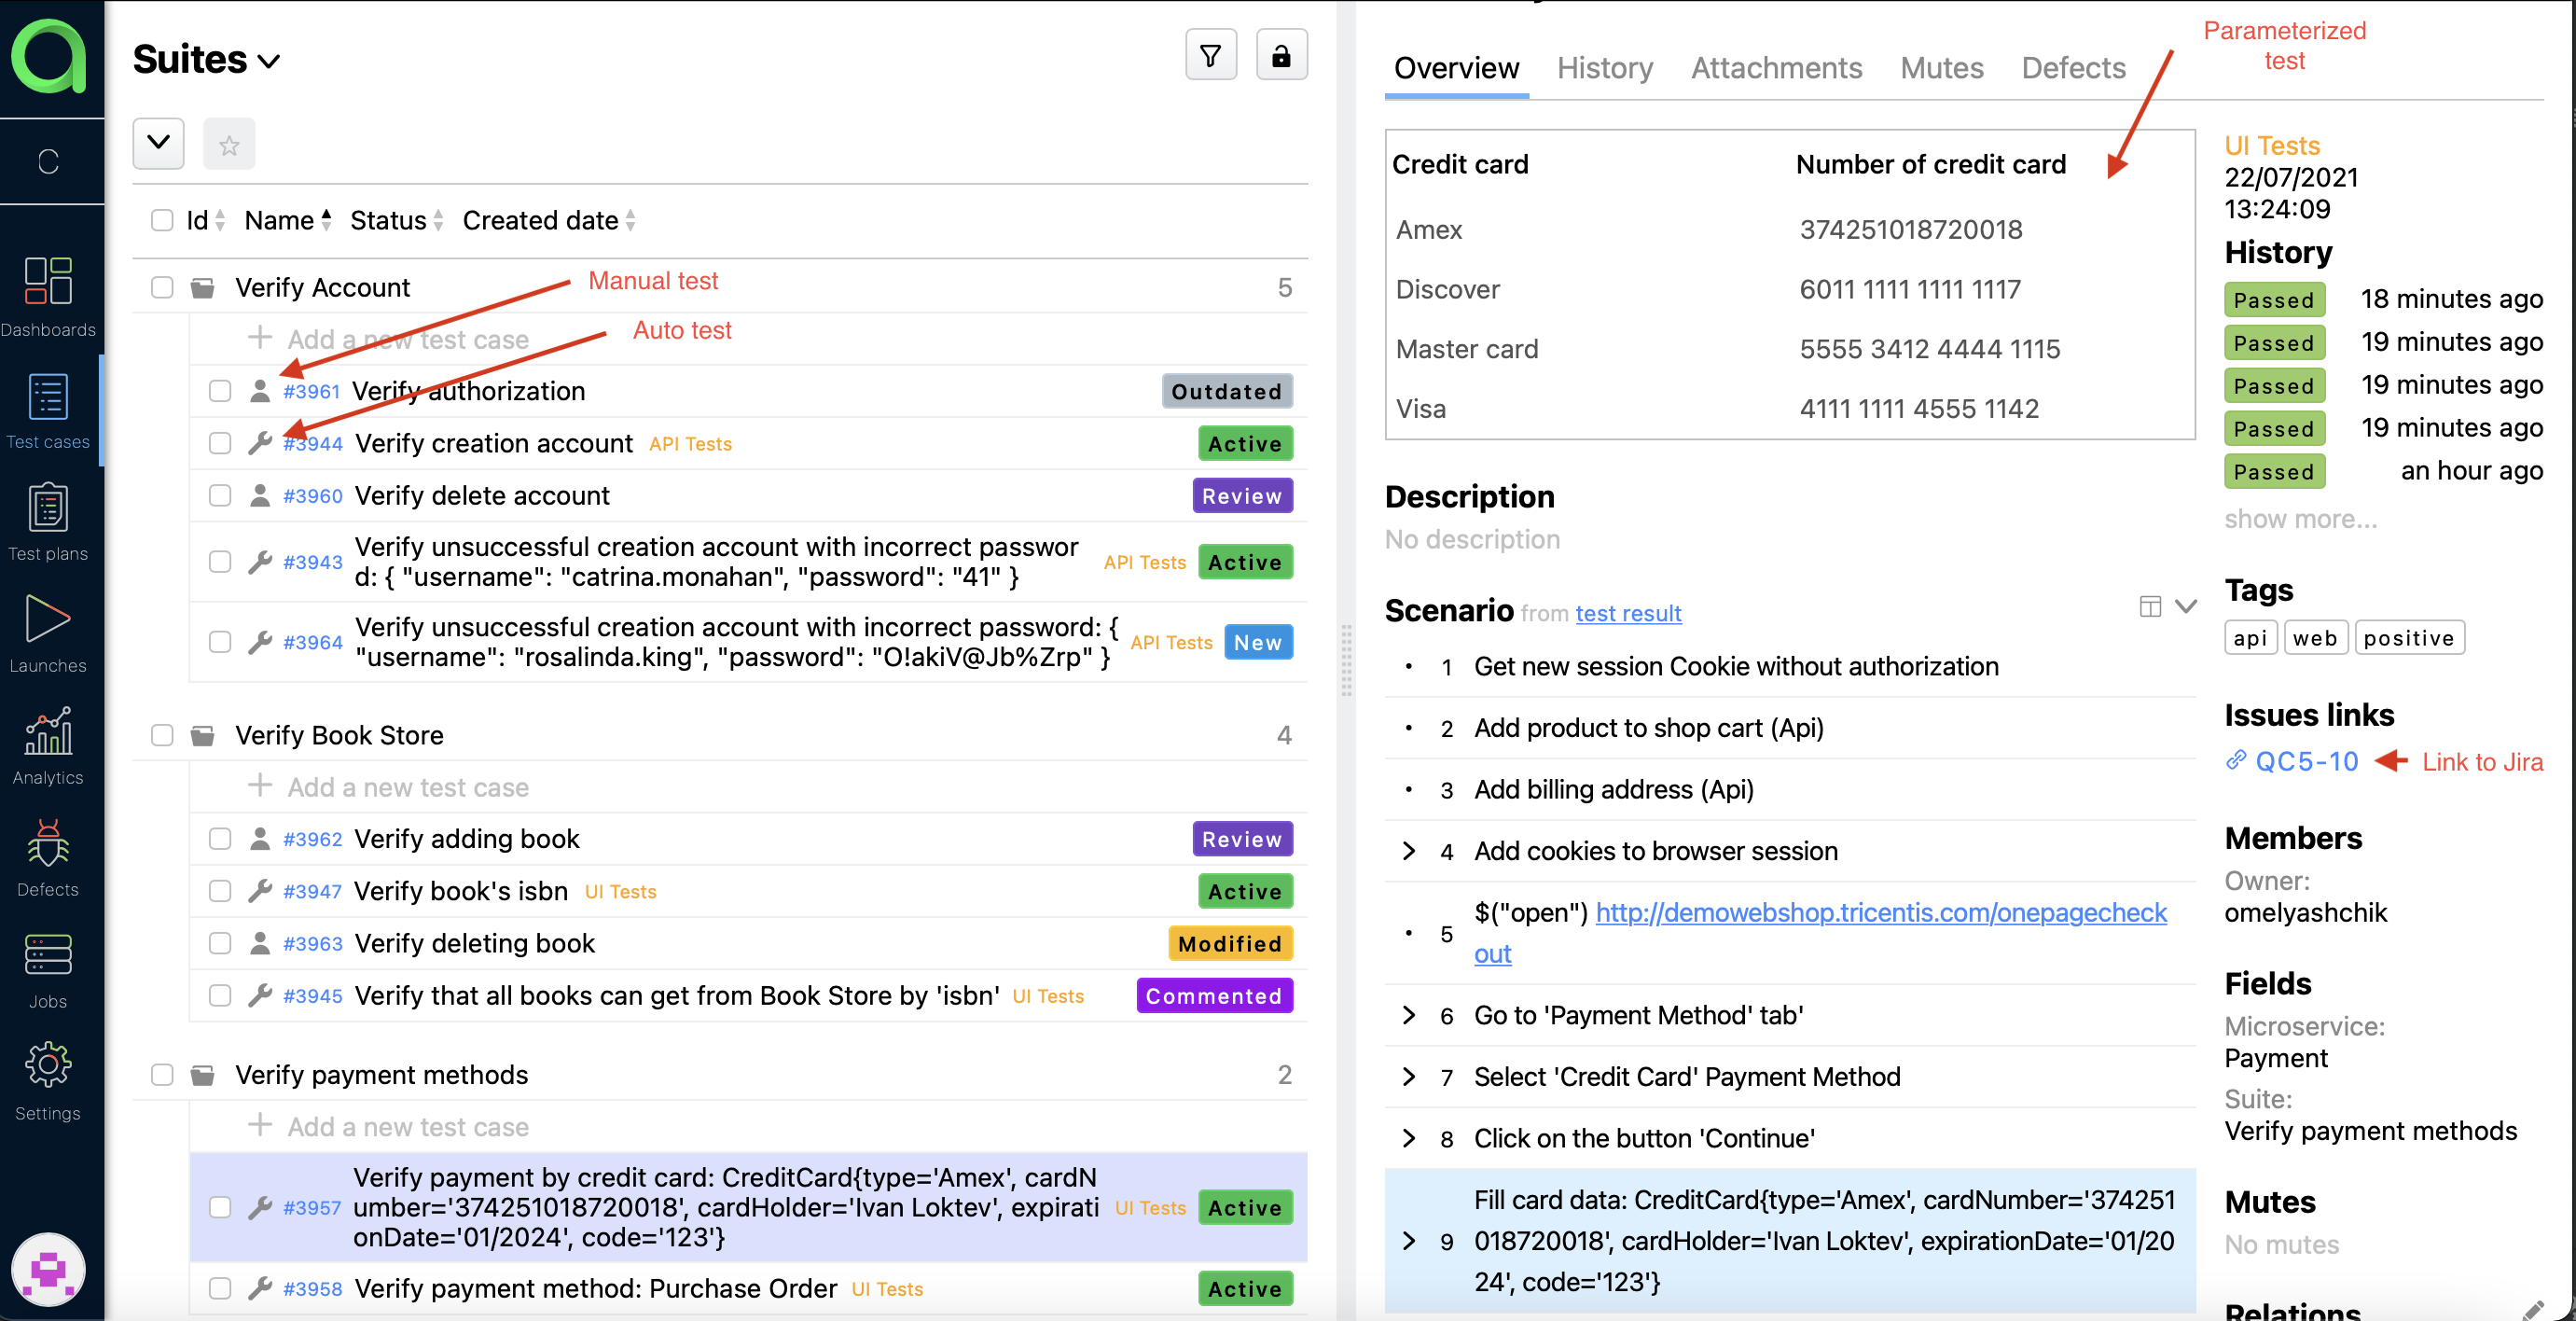 C
Dashboards
Test cases
Test plans
Launches
Analytics
Defects
Jobs
Settings
Suites
Id Name Status Created date
Verify Account 5
Manual test
Auto test
Add a new test case
#3961 Verify authorization Outdated
#3944 Verify creation account API Tests Active
#3960 Verify delete account Review
Verify unsuccessful creation account with incorrect passwor
#3943 API Tests Active
d: { "username": "catrina.monahan", "password": "41" }
Verify unsuccessful creation account with incorrect password: {
#3964 API Tests New
"username": "rosalinda.king", "password": "O!akiV@Jb%Zrp" }
Verify Book Store 4
Add a new test case
#3962 Verify adding book Review
#3947 Verify book's isbn UI Tests Active
#3963 Verify deleting book Modified
#3945 Verify that all books can get from Book Store by 'isbn' UI Tests Commented
Verify payment methods 2
Add a new test case
Verify payment by credit card: CreditCard{type='Amex', cardN
#3957 umber='374251018720018', cardHolder='Ivan Loktev', expirati UI Tests Active
onDate='01/2024', code='123'}
#3958 Verify payment method: Purchase Order UI Tests Active
Overview History Attachments Mutes Defects
Parameterized
test
Credit card Number of credit card
Amex 374251018720018
Discover 6011 1111 1111 1117
Master card 5555 3412 4444 1115
Visa 4111 1111 4555 1142
Description
No description
Scenario from test result
1 Get new session Cookie without authorization
2 Add product to shop cart (Api)
3 Add billing address (Api)
4 Add cookies to browser session
5 $("open") http://demowebshop.tricentis.com/onepagecheck
out
6 Go to 'Payment Method' tab'
7 Select 'Credit Card' Payment Method
8 Click on the button 'Continue'
Fill card data: CreditCard{type='Amex', cardNumber='374251
9 018720018', cardHolder='Ivan Loktev', expirationDate='01/20
24', code='123'}
UI Tests
22/07/2021
13:24:09
History
Passed 18 minutes ago
Passed 19 minutes ago
Passed 19 minutes ago
Passed 19 minutes ago
Passed an hour ago
show more...
Tags
api web positive
Issues links
QC5-10 Link to Jira
Members
Owner:
omelyashchik
Fields
Microservice:
Payment
Suite:
Verify payment methods
Mutes
No mutes
Relations